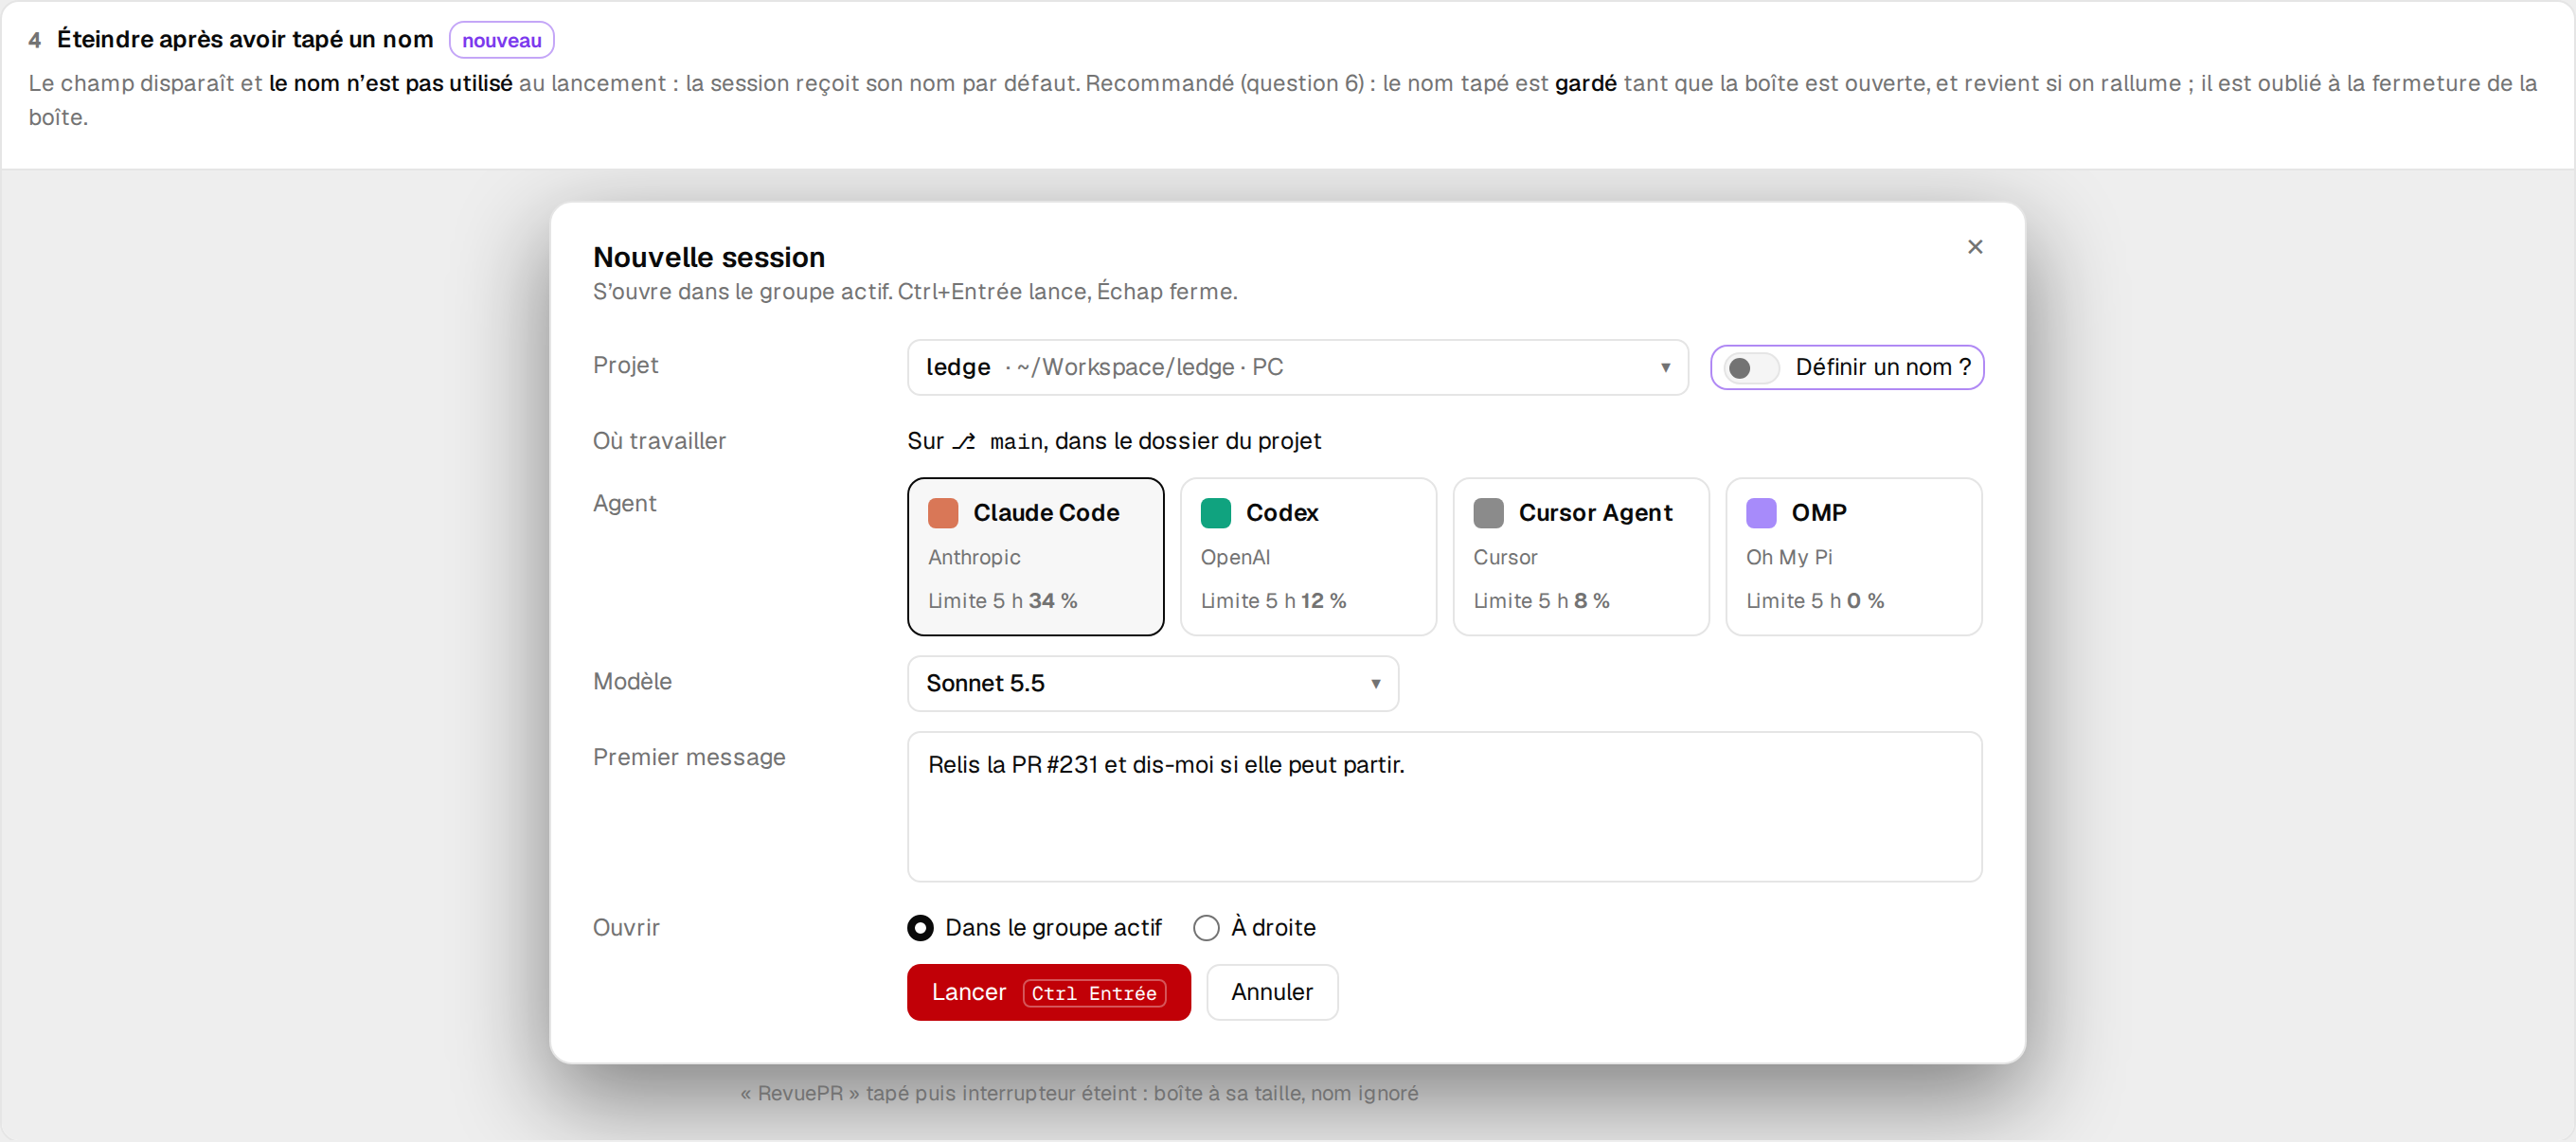 4 Éteindre après avoir tapé un nom nouveau
Le champ disparaît et le nom n’est pas utilisé au lancement : la session reçoit son nom par défaut. Recommandé (question 6) : le nom tapé est gardé tant que la boîte est ouverte, et revient si on rallume ; il est oublié à la fermeture de la
boîte.
Nouvelle session
S’ouvre dans le groupe actif. Ctrl+Entrée lance, Échap ferme.
Projet ledge · ~/Workspace/ledge · PC Définir un nom ?
Où travailler Sur ⎇ main, dans le dossier du projet
Agent Claude Code Codex Cursor Agent OMP
Anthropic OpenAI Cursor Oh My Pi
Limite 5 h 34 % Limite 5 h 12 % Limite 5 h 8 % Limite 5 h 0 %
Modèle Sonnet 5.5
Premier message Relis la PR #231 et dis-moi si elle peut partir.
Ouvrir Dans le groupe actif À droite
Lancer Ctrl Entrée Annuler
« RevuePR » tapé puis interrupteur éteint : boîte à sa taille, nom ignoré